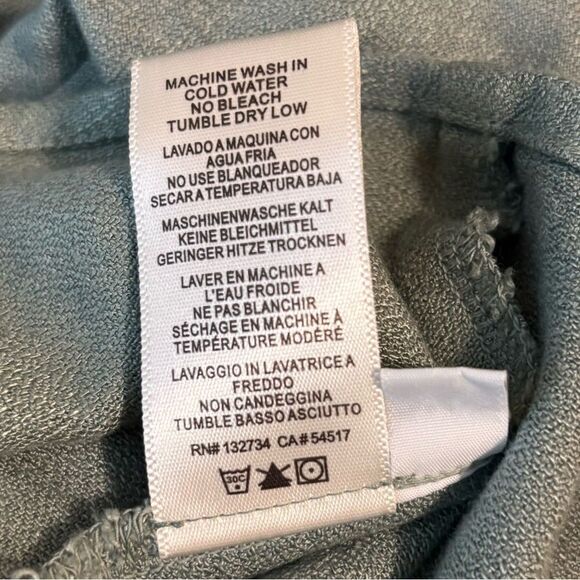 MACHINE WASH IN
COLD WATER
NO BLEACH
TUMBLE DRY LOW
LAVADO A MAQUINA CON
AGUA FRIA
NO USE BLANQUEADOR
SECAR A TEMPERATURA BAJA
MASCHINENWASCHE KALT
KEINE BLEICHMITTEL
GERINGER HITZE TROCKNEN
LAVER EN MACHINE A
L'EAU FROIDE
NE PAS BLANCHIR
SÉCHAGE EN MACHINE À
TEMPÉRATURE MODÉRÉ
LAVAGGIO IN LAVATRICE A
FREDDO
NON CANDEGGINA
TUMBLE BASSO ASCIUTTO
RN# 132734 CA# 54517
30C